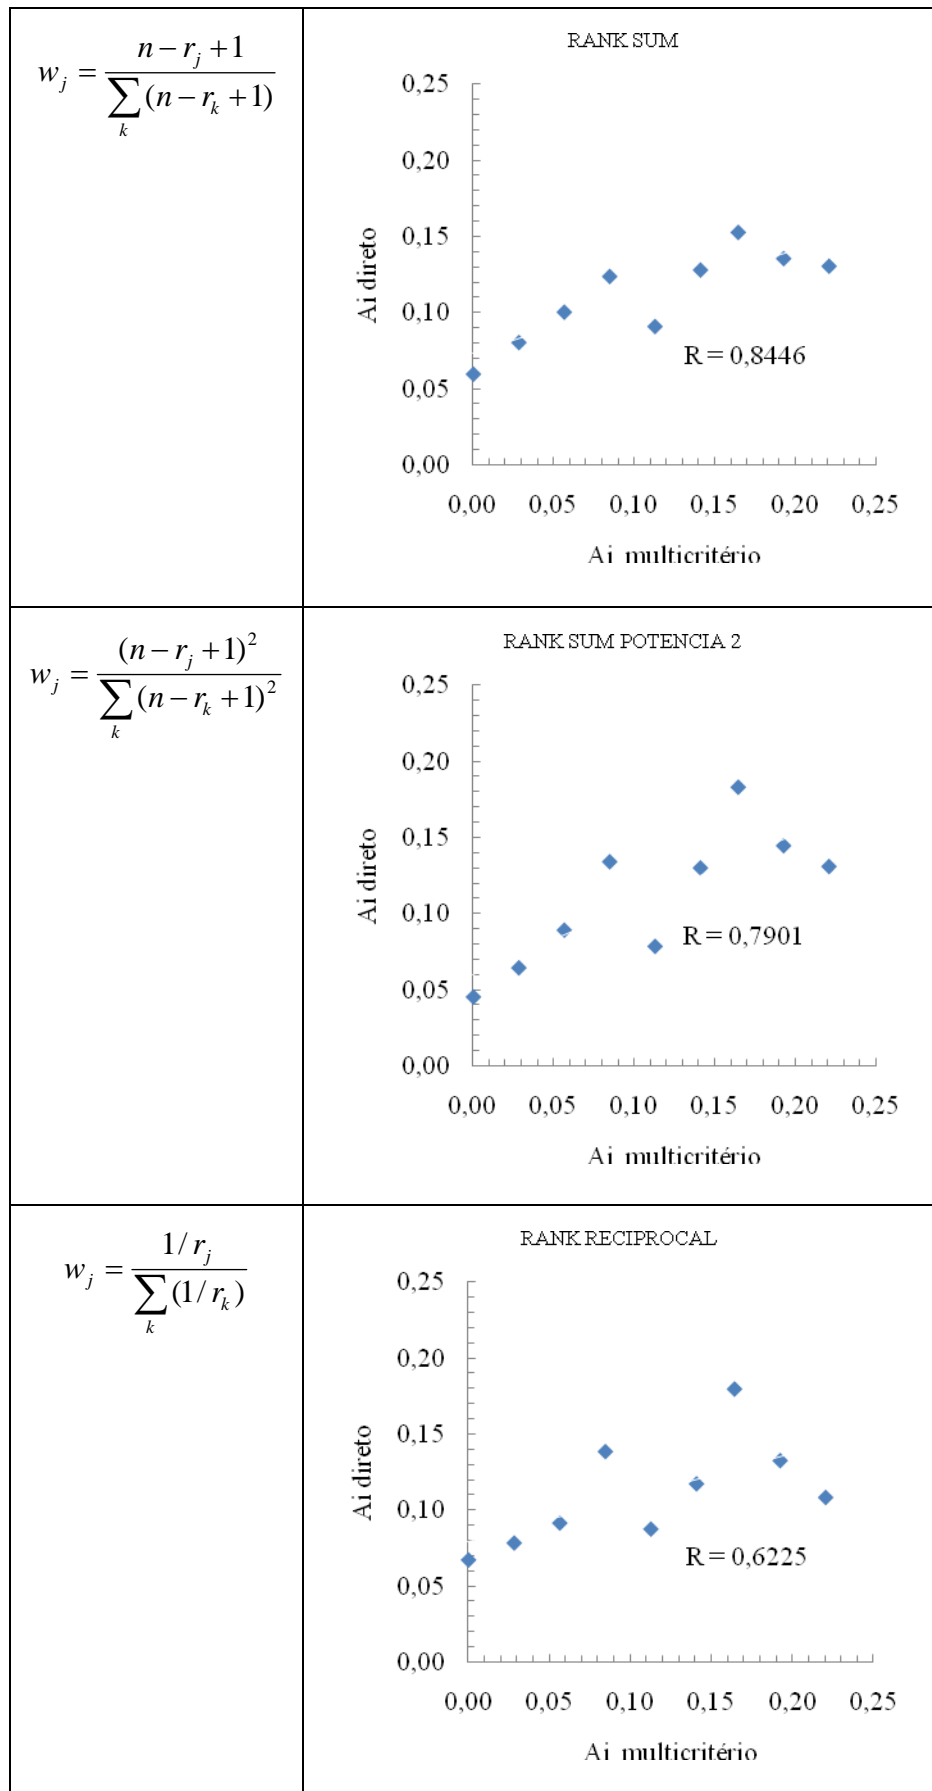 w_j = \frac{n - r_j + 1}{\sum_k (n - r_k + 1)}
RANK SUM
0,25
0,20
0,15
0,10
0,05
0,00
Ai direto
R = 0,8446
0,00 0,05 0,10 0,15 0,20 0,25
Ai multicritério
w_j = \frac{(n - r_j + 1)^2}{\sum_k (n - r_k + 1)^2}
RANK SUM POTENCIA 2
0,25
0,20
0,15
0,10
0,05
0,00
Ai direto
R = 0,7901
0,00 0,05 0,10 0,15 0,20 0,25
Ai multicritério
w_j = \frac{1/r_j}{\sum_k (1/r_k)}
RANK RECIPROCAL
0,25
0,20
0,15
0,10
0,05
0,00
Ai direto
R = 0,6225
0,00 0,05 0,10 0,15 0,20 0,25
Ai multicritério